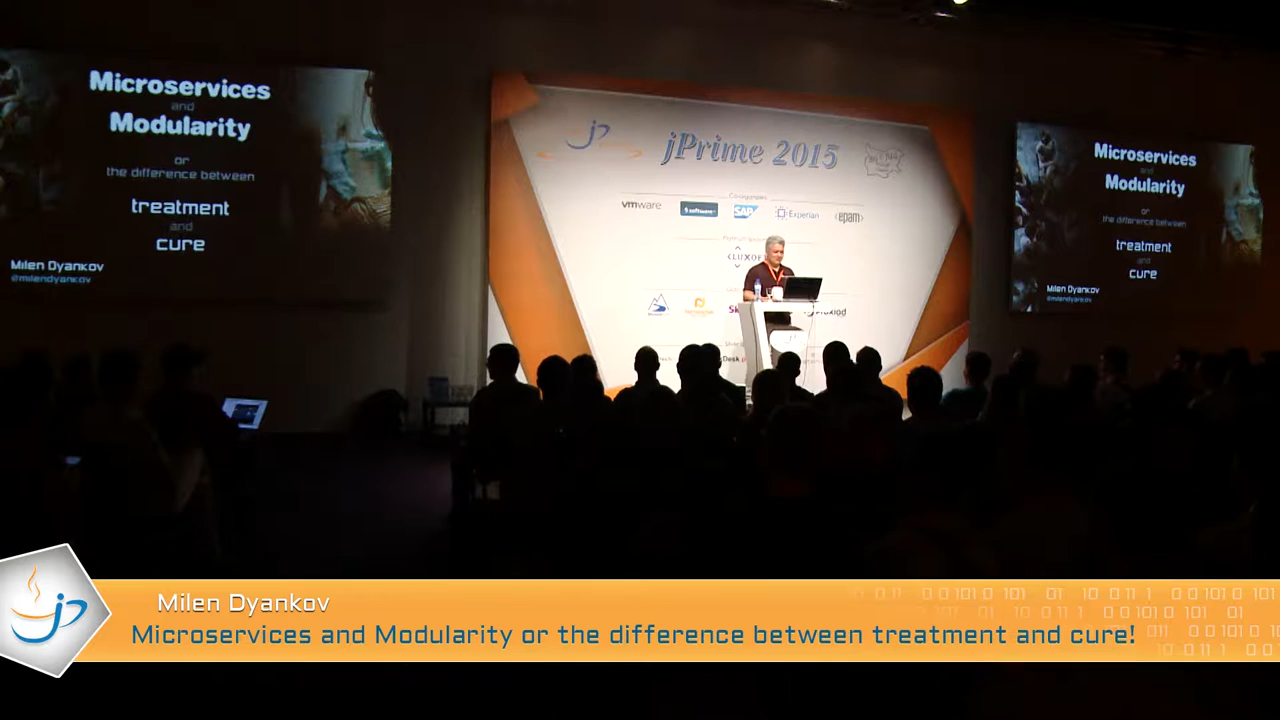 Microservices
and
Modularity
or
the difference between
treatment
and
cure
Milen Dyankov
@milendyankov
jPrime 2015
vmware
software
SAP
Experian
<epam>
LUXOFT
Microservices
and
Modularity
or
the difference between
treatment
and
cure
Milen Dyankov
@milendyankov
Milen Dyankov
Microservices and Modularity or the difference between treatment and cure!